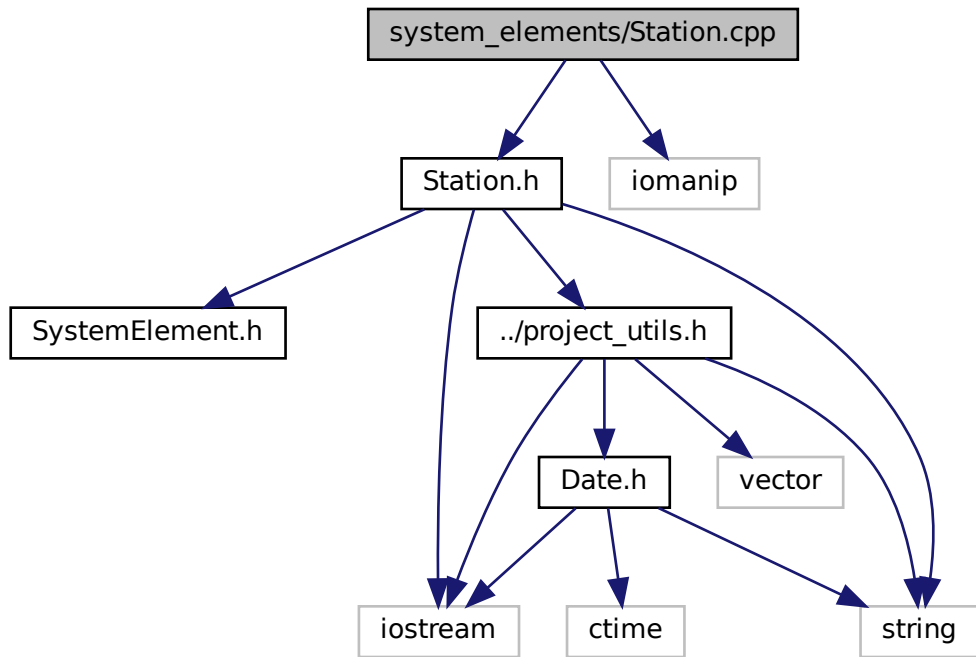 system_elements/Station.cpp
Station.h
iomanip
SystemElement.h
../project_utils.h
Date.h
vector
iostream
ctime
string